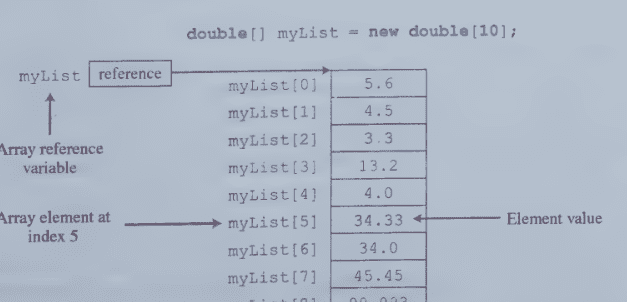 double[] myList = new double[10];
myList reference
myList[0] 5.6
myList[1] 4.5
myList[2] 3.3
Array reference
variable
myList[3] 13.2
myList[4] 4.0
Array element at
index 5
myList[5] 34.33 Element value
myList[6] 34.0
myList[7] 45.45